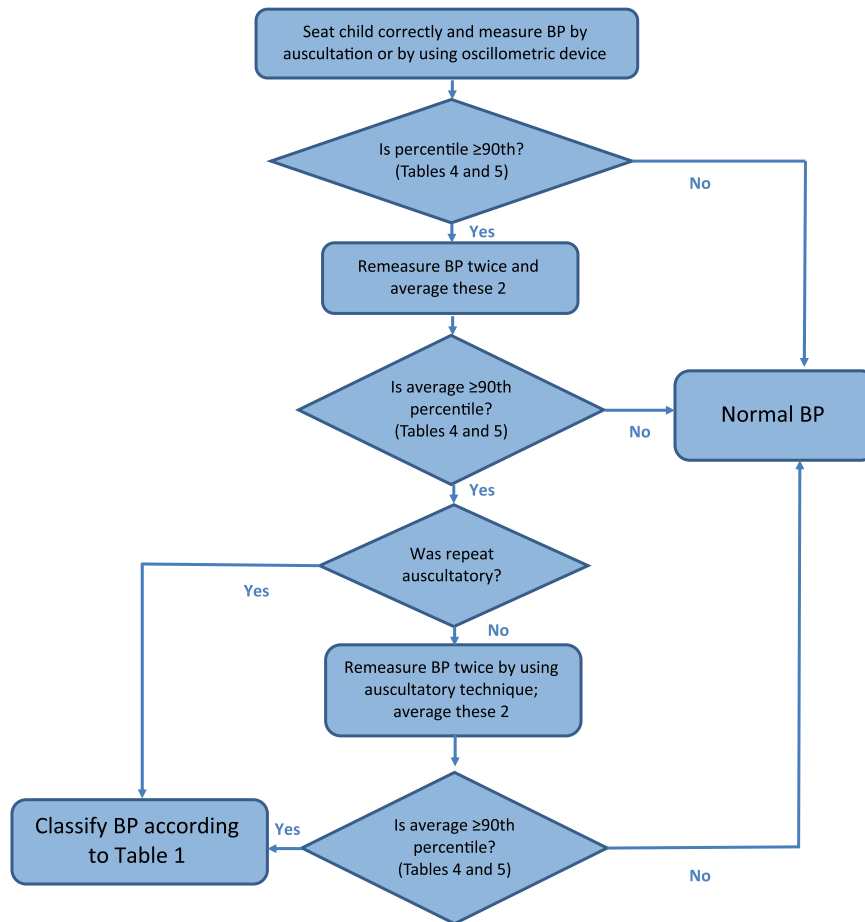 Seat child correctly and measure BP by
auscultation or by using oscillometric device
Is percentile ≥90th?
(Tables 4 and 5)
No
Yes
Remeasure BP twice and
average these 2
Is average ≥90th
percentile?
(Tables 4 and 5)
No
Normal BP
Yes
Was repeat
auscultatory?
Yes
No
Remeasure BP twice by using
auscultatory technique;
average these 2
Classify BP according
to Table 1
Yes
Is average ≥90th
percentile?
(Tables 4 and 5)
No